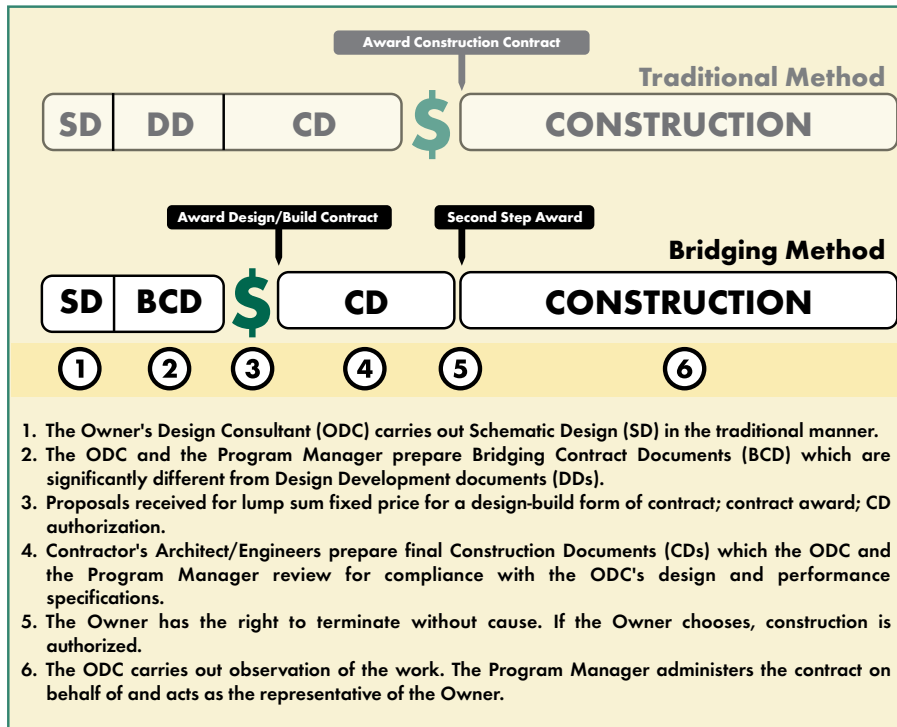 Award Construction Contract
Traditional Method
SD DD CD $ CONSTRUCTION
Award Design/Build Contract Second Step Award
Bridging Method
SD BCD $ CD CONSTRUCTION
1 2 3 4 5 6
1. The Owner's Design Consultant (ODC) carries out Schematic Design (SD) in the traditional manner.
2. The ODC and the Program Manager prepare Bridging Contract Documents (BCD) which are
significantly different from Design Development documents (DDs).
3. Proposals received for lump sum fixed price for a design-build form of contract; contract award; CD
authorization.
4. Contractor's Architect/Engineers prepare final Construction Documents (CDs) which the ODC and
the Program Manager review for compliance with the ODC's design and performance
specifications.
5. The Owner has the right to terminate without cause. If the Owner chooses, construction is
authorized.
6. The ODC carries out observation of the work. The Program Manager administers the contract on
behalf of and acts as the representative of the Owner.